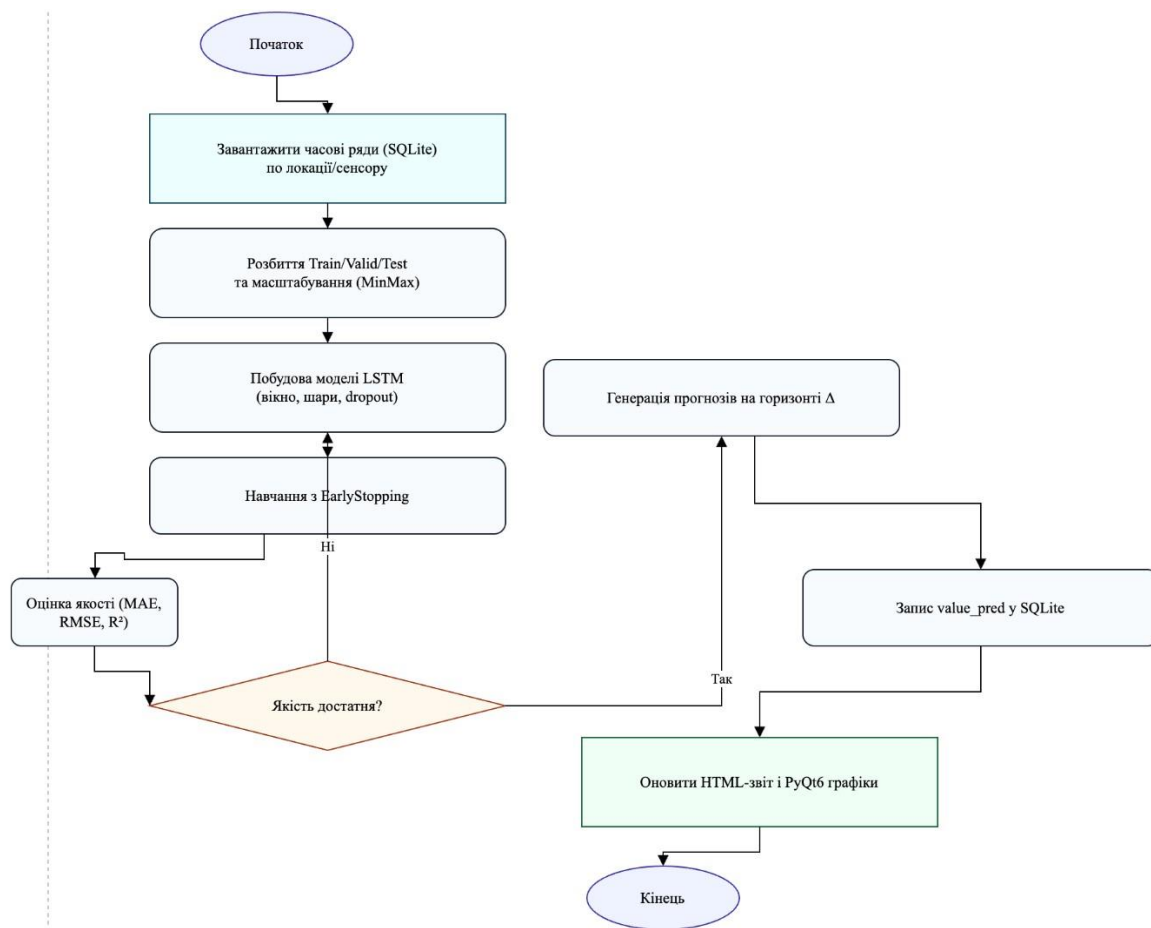 Початок
Завантажити часові ряди (SQLite)
по локації/сенсору
Розбиття Train/Valid/Test
та масштабування (MinMax)
Побудова моделі LSTM
(вікно, шари, dropout)
Навчання з EarlyStopping
Ні
Оцінка якості (MAE,
RMSE, R²)
Якість достатня?
Так
Генерація прогнозів на горизонті Δ
Запис value_pred у SQLite
Оновити HTML-звіт і PyQt6 графіки
Кінець